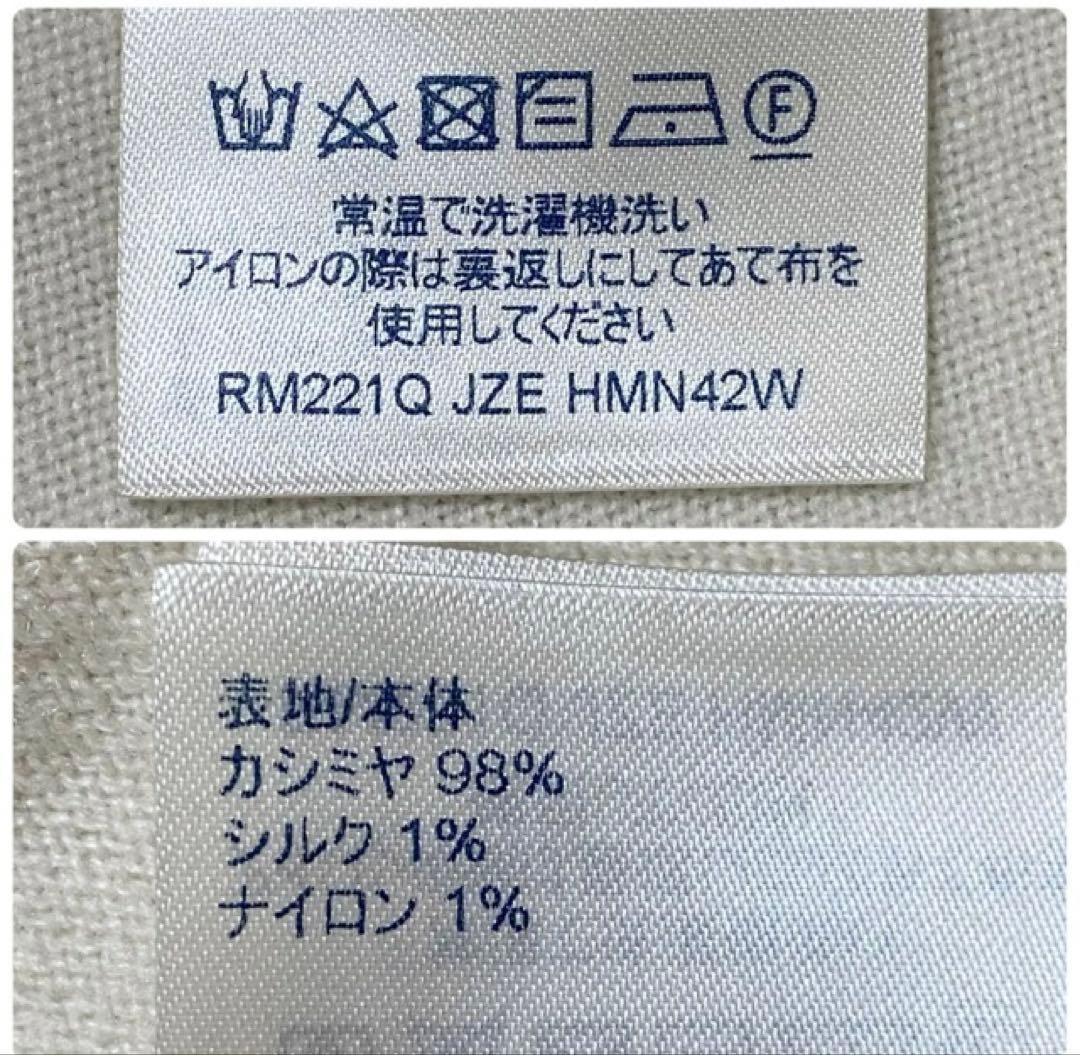 F
常温で洗濯機洗い
アイロンの際は裏返しにしてあて布を
使用してください
RM221Q JZE HMN42W
表地/本体
カシミヤ 98%
シルク 1%
ナイロン 1%